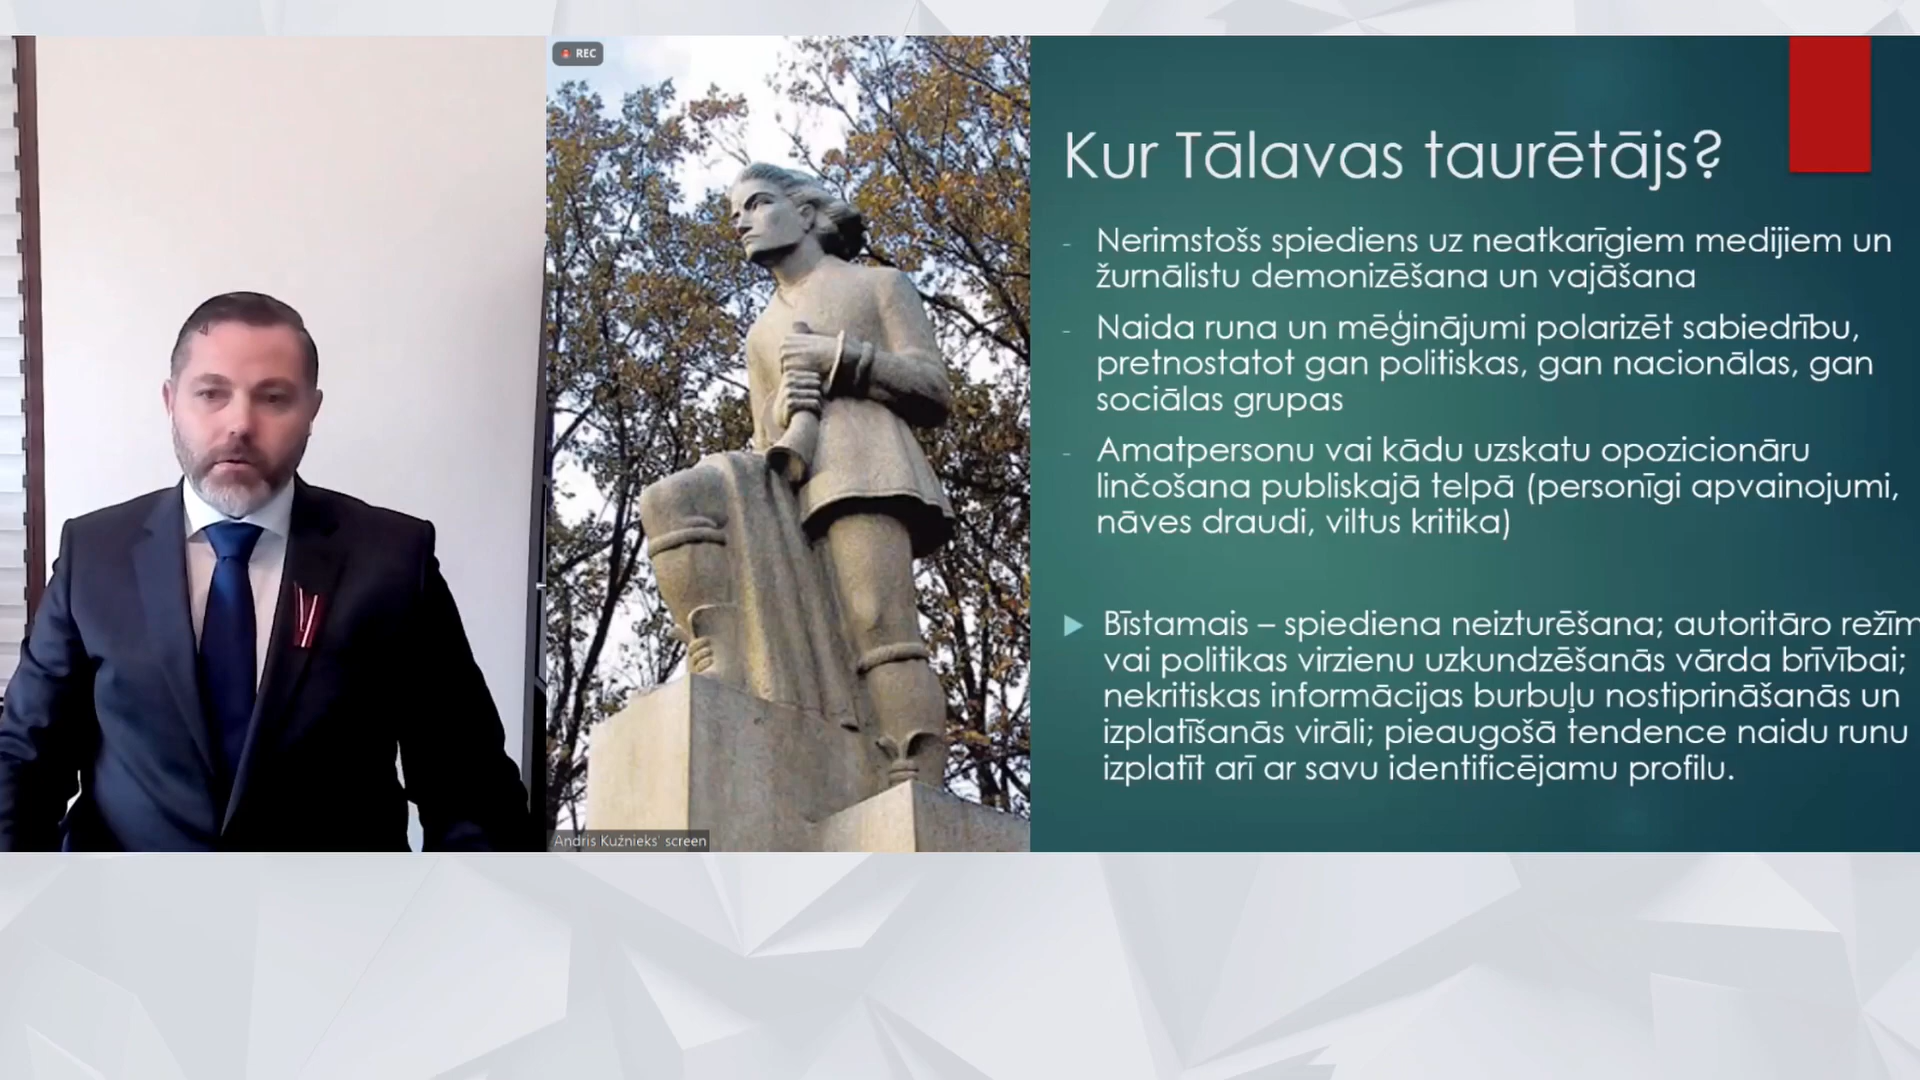 REC
Kur Tālavas taurētājs?
- Nerimstošs spiediens uz neatkarīgiem medijiem un
žurnālistu demonizēšana un vajāšana
- Naida runa un mēģinājumi polarizēt sabiedrību,
pretnostatot gan politiskas, gan nacionālas, gan
sociālas grupas
- Amatpersonu vai kādu uzskatu opozicionāru
linčošana publiskajā telpā (personīgi apvainojumi,
nāves draudi, viltus kritika)
Bīstamais – spiediena neizturēšana; autoritāro režīm
vai politikas virzienu uzkundzēšanās vārda brīvībai;
nekritiskas informācijas burbuļu nostiprināšanās un
izplatīšanās virāli; pieaugošā tendence naidu runu
izplatīt arī ar savu identificējamu profilu.
Andris Kužnieks' screen